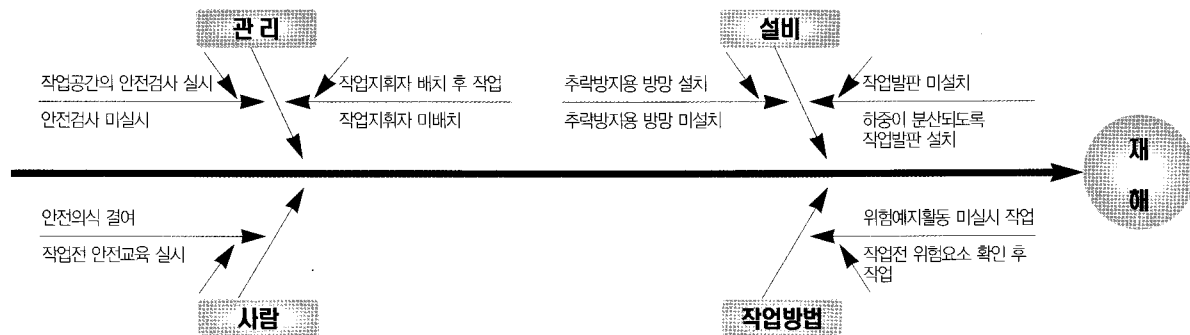 관 리
설비
작업공간의 안전검사 실시
작업지휘자 배치 후 작업
안전검사 미실시
작업지휘자 미배치
추락방지용 방망 설치
작업발판 미설치
추락방지용 방망 미설치
하중이 분산되도록
작업발판 설치
재
해
안전의식 결여
작업전 안전교육 실시
위험예지활동 미실시 작업
작업전 위험요소 확인 후
작업
사람
작업방법